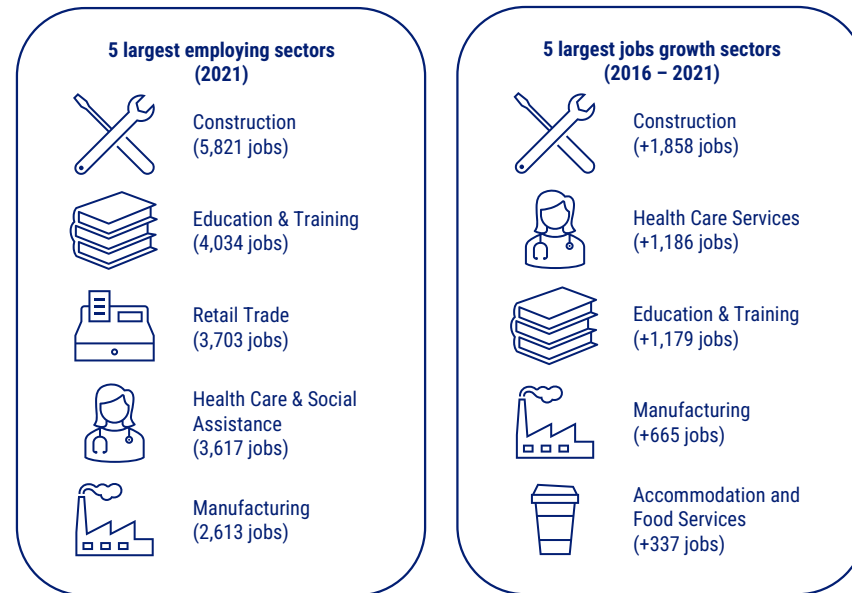 5 largest employing sectors
(2021)
Construction
(5,821 jobs)
Education & Training
(4,034 jobs)
Retail Trade
(3,703 jobs)
Health Care & Social
Assistance
(3,617 jobs)
Manufacturing
(2,613 jobs)
5 largest jobs growth sectors
(2016 – 2021)
Construction
(+1,858 jobs)
Health Care Services
(+1,186 jobs)
Education & Training
(+1,179 jobs)
Manufacturing
(+665 jobs)
Accommodation and
Food Services
(+337 jobs)